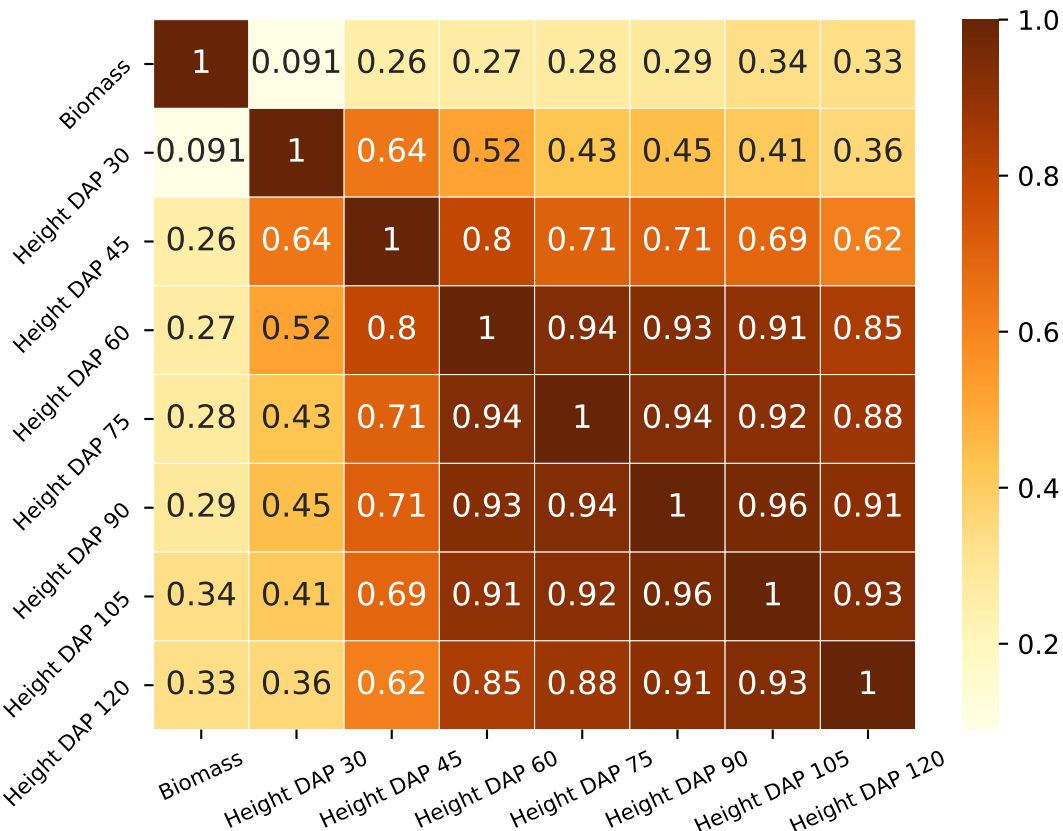 Biomass 1 0.091 0.26 0.27 0.28 0.29 0.34 0.33
Height DAP 30 0.091 1 0.64 0.52 0.43 0.45 0.41 0.36
Height DAP 45 0.26 0.64 1 0.8 0.71 0.71 0.69 0.62
Height DAP 60 0.27 0.52 0.8 1 0.94 0.93 0.91 0.85
Height DAP 75 0.28 0.43 0.71 0.94 1 0.94 0.92 0.88
Height DAP 90 0.29 0.45 0.71 0.93 0.94 1 0.96 0.91
Height DAP 105 0.34 0.41 0.69 0.91 0.92 0.96 1 0.93
Height DAP 120 0.33 0.36 0.62 0.85 0.88 0.91 0.93 1
Biomass Height DAP 30 Height DAP 45 Height DAP 60 Height DAP 75 Height DAP 90 Height DAP 105 Height DAP 120
1.0
0.8
0.6
0.4
0.2